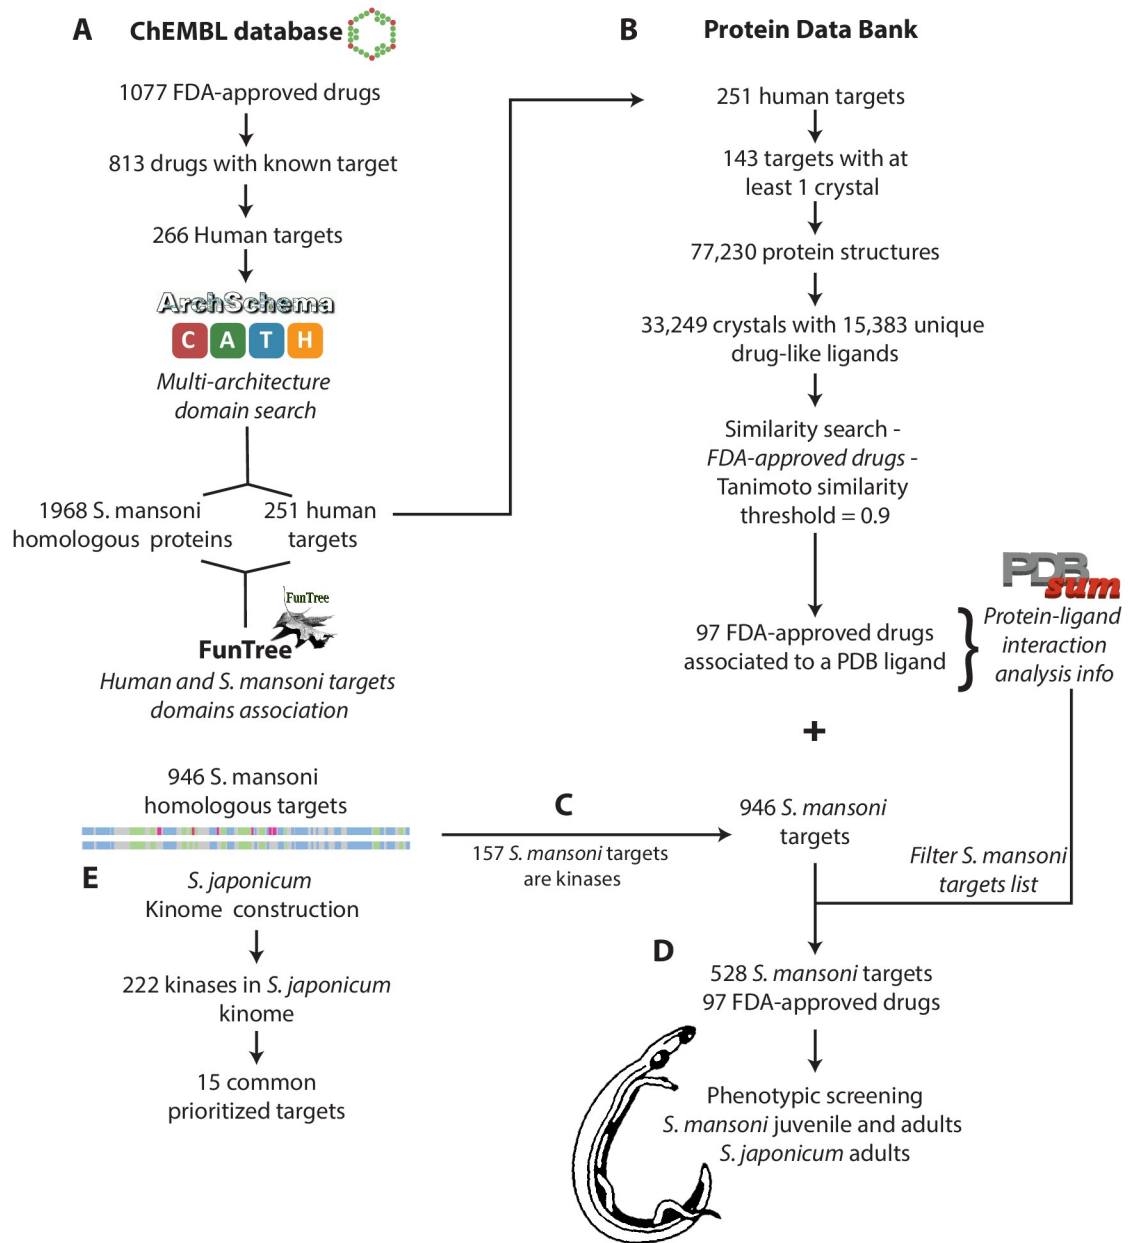 A
ChEMBL database
1077 FDA-approved drugs
813 drugs with known target
266 Human targets
ArchSchema
C A T H
Multi-architecture
domain search
1968 S. mansoni
homologous proteins
251 human
targets
FunTree
FunTree
Human and S. mansoni targets
domains association
946 S. mansoni
homologous targets
B
Protein Data Bank
251 human targets
143 targets with at
least 1 crystal
77,230 protein structures
33,249 crystals with 15,383 unique
drug-like ligands
Similarity search -
FDA-approved drugs -
Tanimoto similarity
threshold = 0.9
97 FDA-approved drugs
associated to a PDB ligand
}
PDB
sum
Protein-ligand
interaction
analysis info
+
C
157 S. mansoni targets
are kinases
946 S. mansoni
targets
Filter S. mansoni
targets list
D
528 S. mansoni targets
97 FDA-approved drugs
Phenotypic screening
S. mansoni juvenile and adults
S. japonicum adults
E
S. japonicum
Kinome construction
222 kinases in S. japonicum
kinome
15 common
prioritized targets